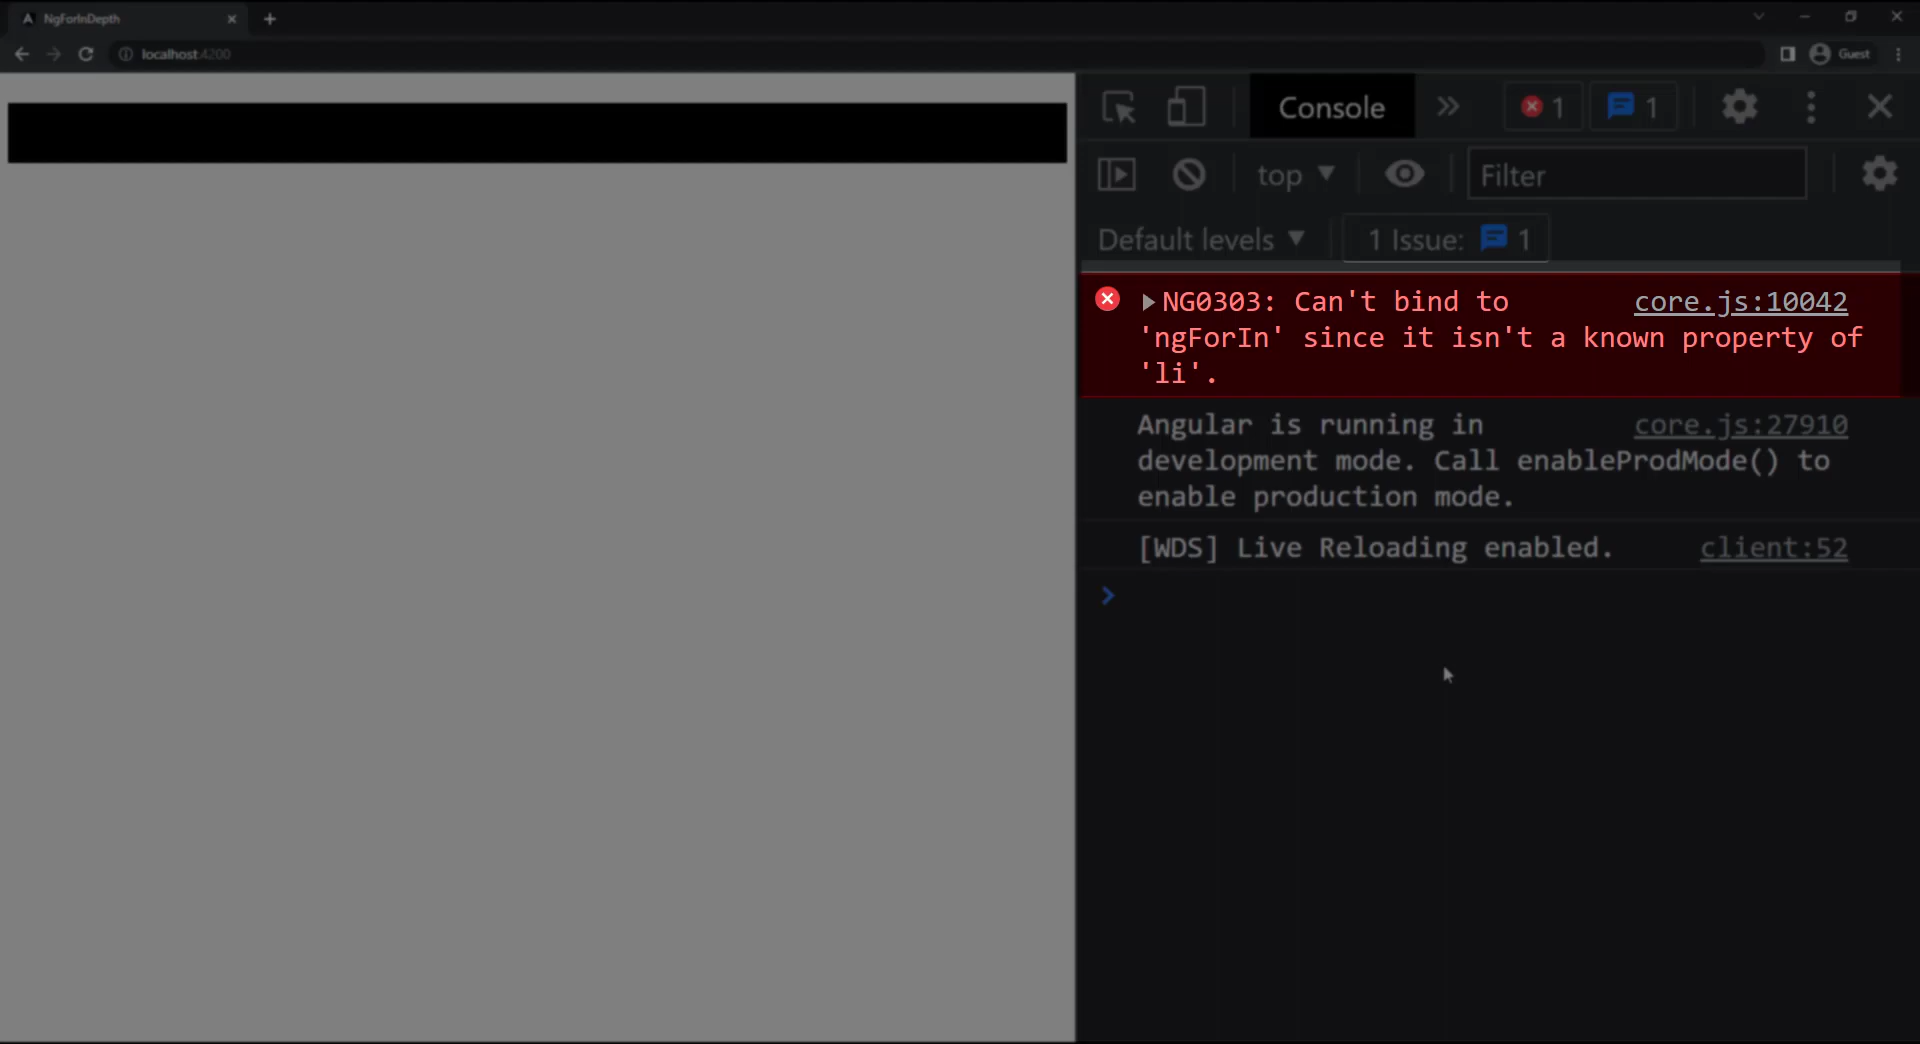 NgForInDepth
localhost:4200
Guest
Console
1
1
top
Filter
Default levels
1 Issue: 1
NG0303: Can't bind to core.js:10042
'ngForIn' since it isn't a known property of
'li'.
Angular is running in core.js:27910
development mode. Call enableProdMode() to
enable production mode.
[WDS] Live Reloading enabled. client:52